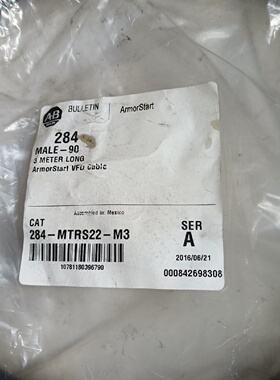 AB
BULLETIN
ArmorStart
284
MALE-90
3 METER LONG
ArmorStart VFD Cable
Assembled in: Mexico
CAT
284-MTRS22-M3
SER
A
2016/06/21
10781180396790
000842698308